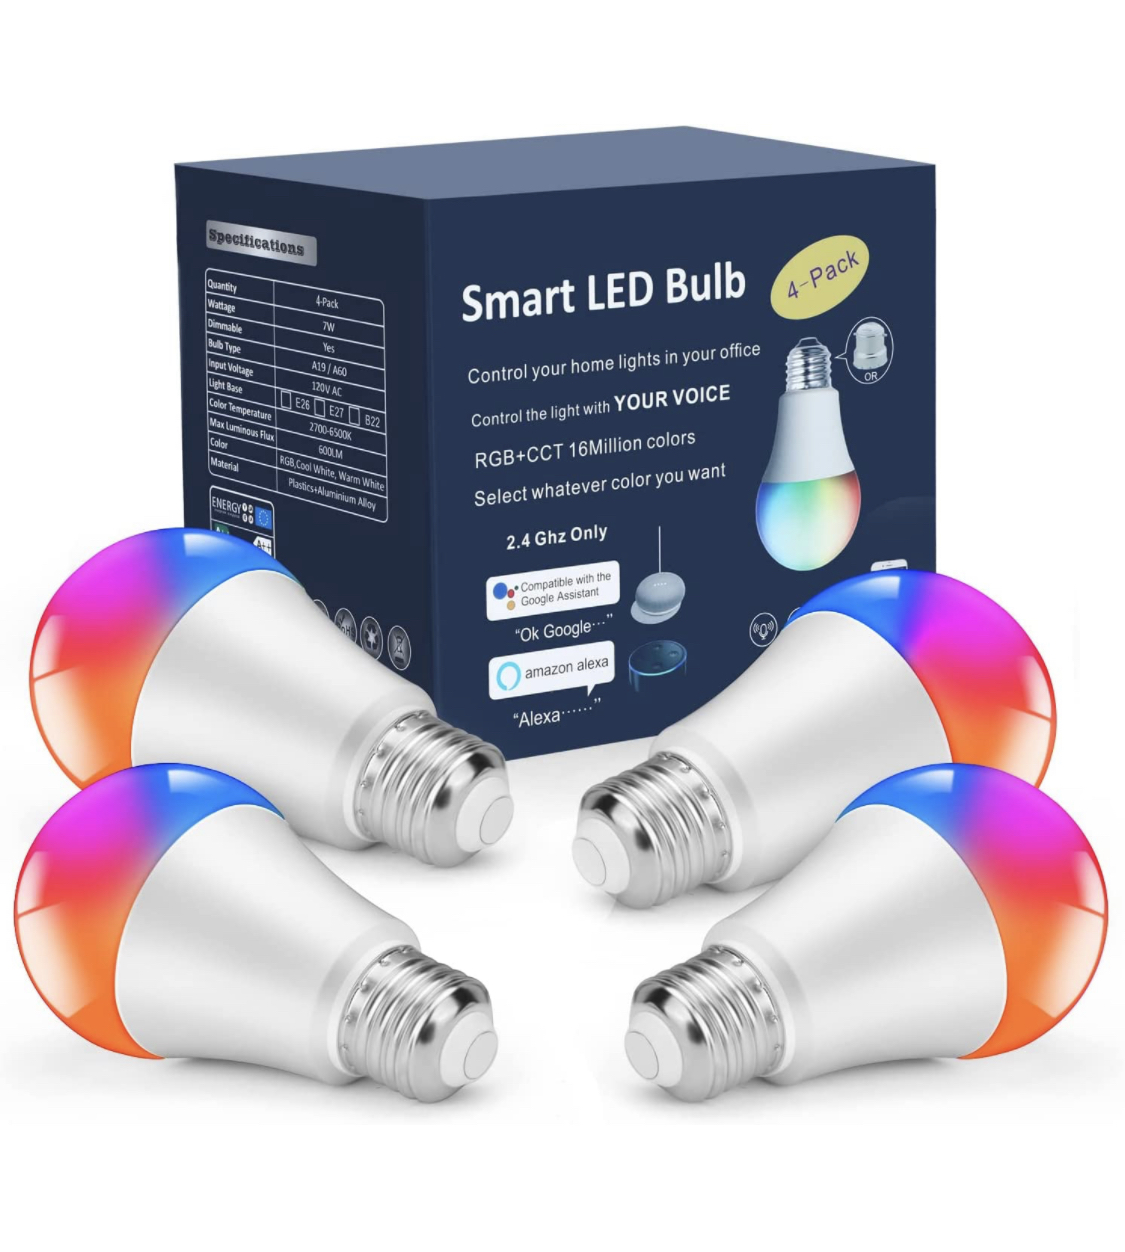 Specifications
Quantity 4-Pack
Wattage 7W
Dimmable Yes
Bulb Type A19 / A60
Input Voltage 120V AC
Light Base E26 E27 B22
Color Temperature 2700-6500K
Max Luminous Flux 600LM
Color RGB,Cool White, Warm White
Material Plastics+Aluminium Alloy
ENERGY
Smart LED Bulb
4-Pack
Control your home lights in your office
OR
Control the light with YOUR VOICE
RGB+CCT 16Million colors
Select whatever color you want
2.4 Ghz Only
Compatible with the
Google Assistant
“Ok Google···”
amazon alexa
“Alexa······”